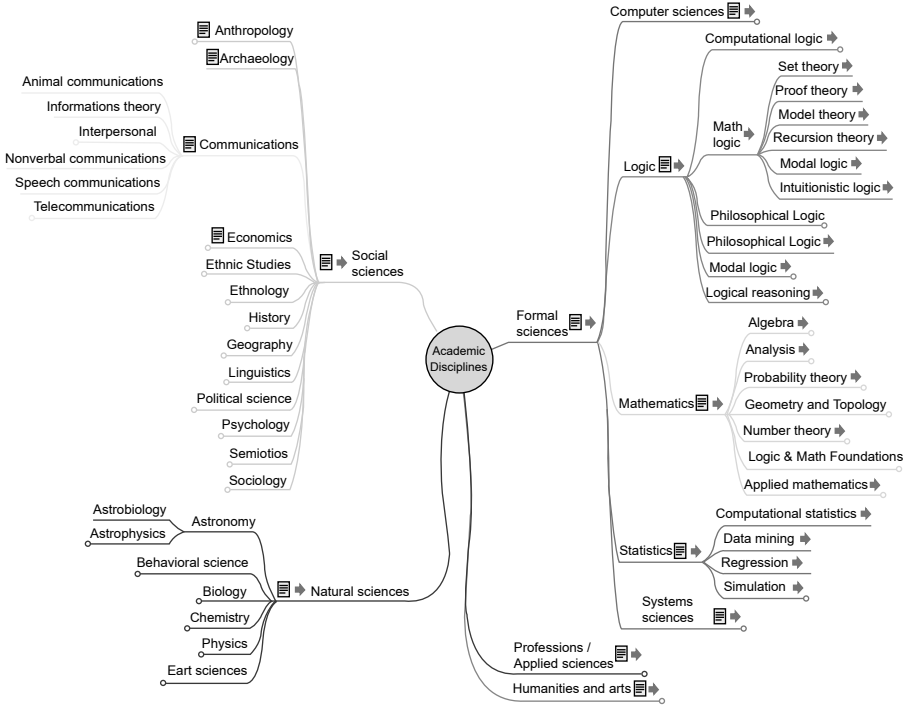 Academic
Disciplines
Social
sciences
Anthropology
Archaeology
Communications
Animal communications
Informations theory
Interpersonal
Nonverbal communications
Speech communications
Telecommunications
Economics
Ethnic Studies
Ethnology
History
Geography
Linguistics
Political science
Psychology
Semiotios
Sociology
Natural sciences
Astronomy
Astrobiology
Astrophysics
Behavioral science
Biology
Chemistry
Physics
Eart sciences
Formal
sciences
Computer sciences
Logic
Computational logic
Math
logic
Set theory
Proof theory
Model theory
Recursion theory
Modal logic
Intuitionistic logic
Philosophical Logic
Philosophical Logic
Modal logic
Logical reasoning
Mathematics
Algebra
Analysis
Probability theory
Geometry and Topology
Number theory
Logic & Math Foundations
Applied mathematics
Statistics
Computational statistics
Data mining
Regression
Simulation
Systems
sciences
Professions /
Applied sciences
Humanities and arts